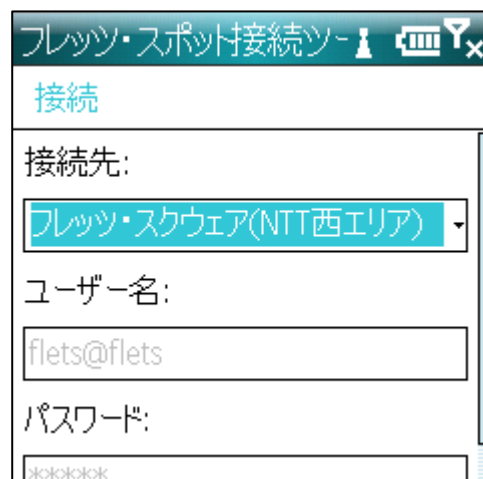 フレッツ・スポット接続ツー
接続
接続先:
フレッツ・スクウェア(NTT西エリア)
ユーザー名:
flets@flets
パスワード:
*****